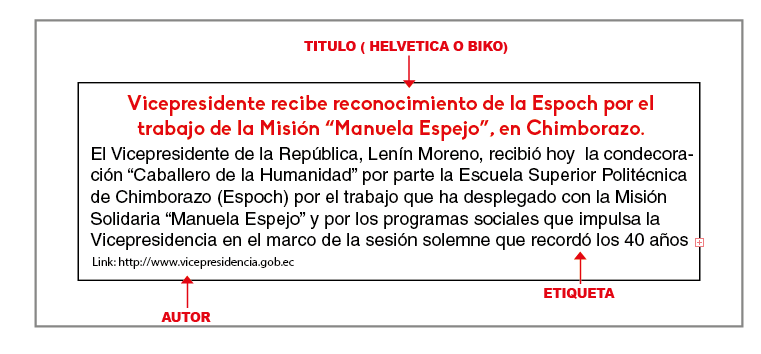 TITULO ( HELVETICA O BIKO)
Vicepresidente recibe reconocimiento de la Espoch por el
trabajo de la Misión “Manuela Espejo”, en Chimborazo.
El Vicepresidente de la República, Lenín Moreno, recibió hoy  la condecora-
ción “Caballero de la Humanidad” por parte la Escuela Superior Politécnica
de Chimborazo (Espoch) por el trabajo que ha desplegado con la Misión
Solidaria “Manuela Espejo” y por los programas sociales que impulsa la
Vicepresidencia en el marco de la sesión solemne que recordó los 40 años
Link: http://www.vicepresidencia.gob.ec
ETIQUETA
AUTOR